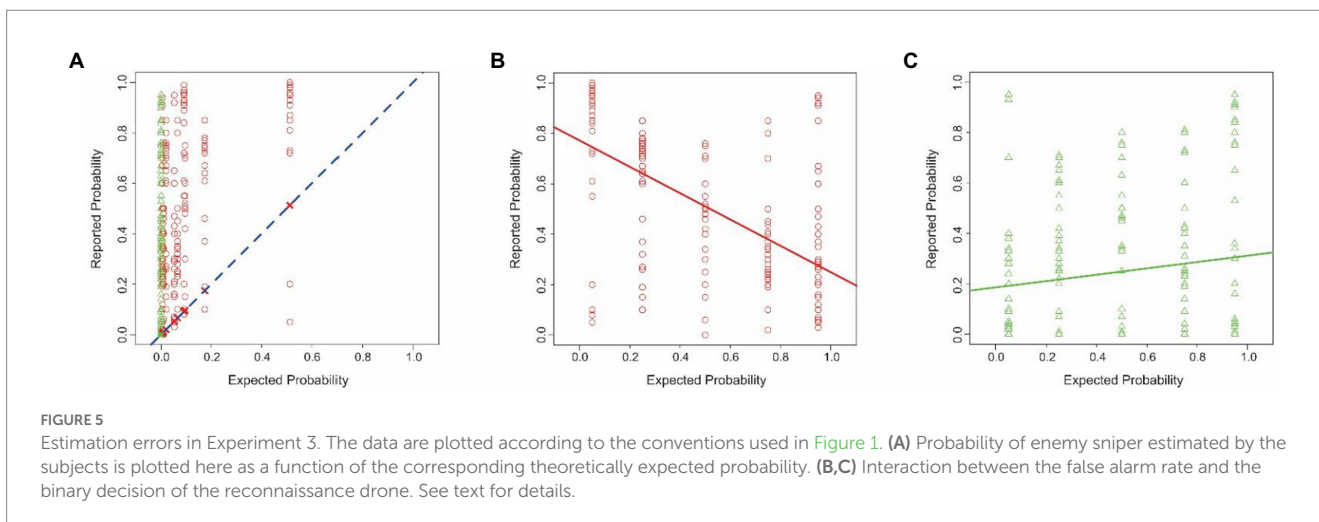 A
B
C
Reported Probability
1.0
0.8
0.6
0.4
0.2
0.0
0.0 0.2 0.4 0.6 0.8 1.0
Expected Probability
Reported Probability
1.0
0.8
0.6
0.4
0.2
0.0
0.0 0.2 0.4 0.6 0.8 1.0
Expected Probability
Reported Probability
1.0
0.8
0.6
0.4
0.2
0.0
0.0 0.2 0.4 0.6 0.8 1.0
Expected Probability
FIGURE 5
Estimation errors in Experiment 3. The data are plotted according to the conventions used in Figure 1. (A) Probability of enemy sniper estimated by the
subjects is plotted here as a function of the corresponding theoretically expected probability. (B,C) Interaction between the false alarm rate and the
binary decision of the reconnaissance drone. See text for details.